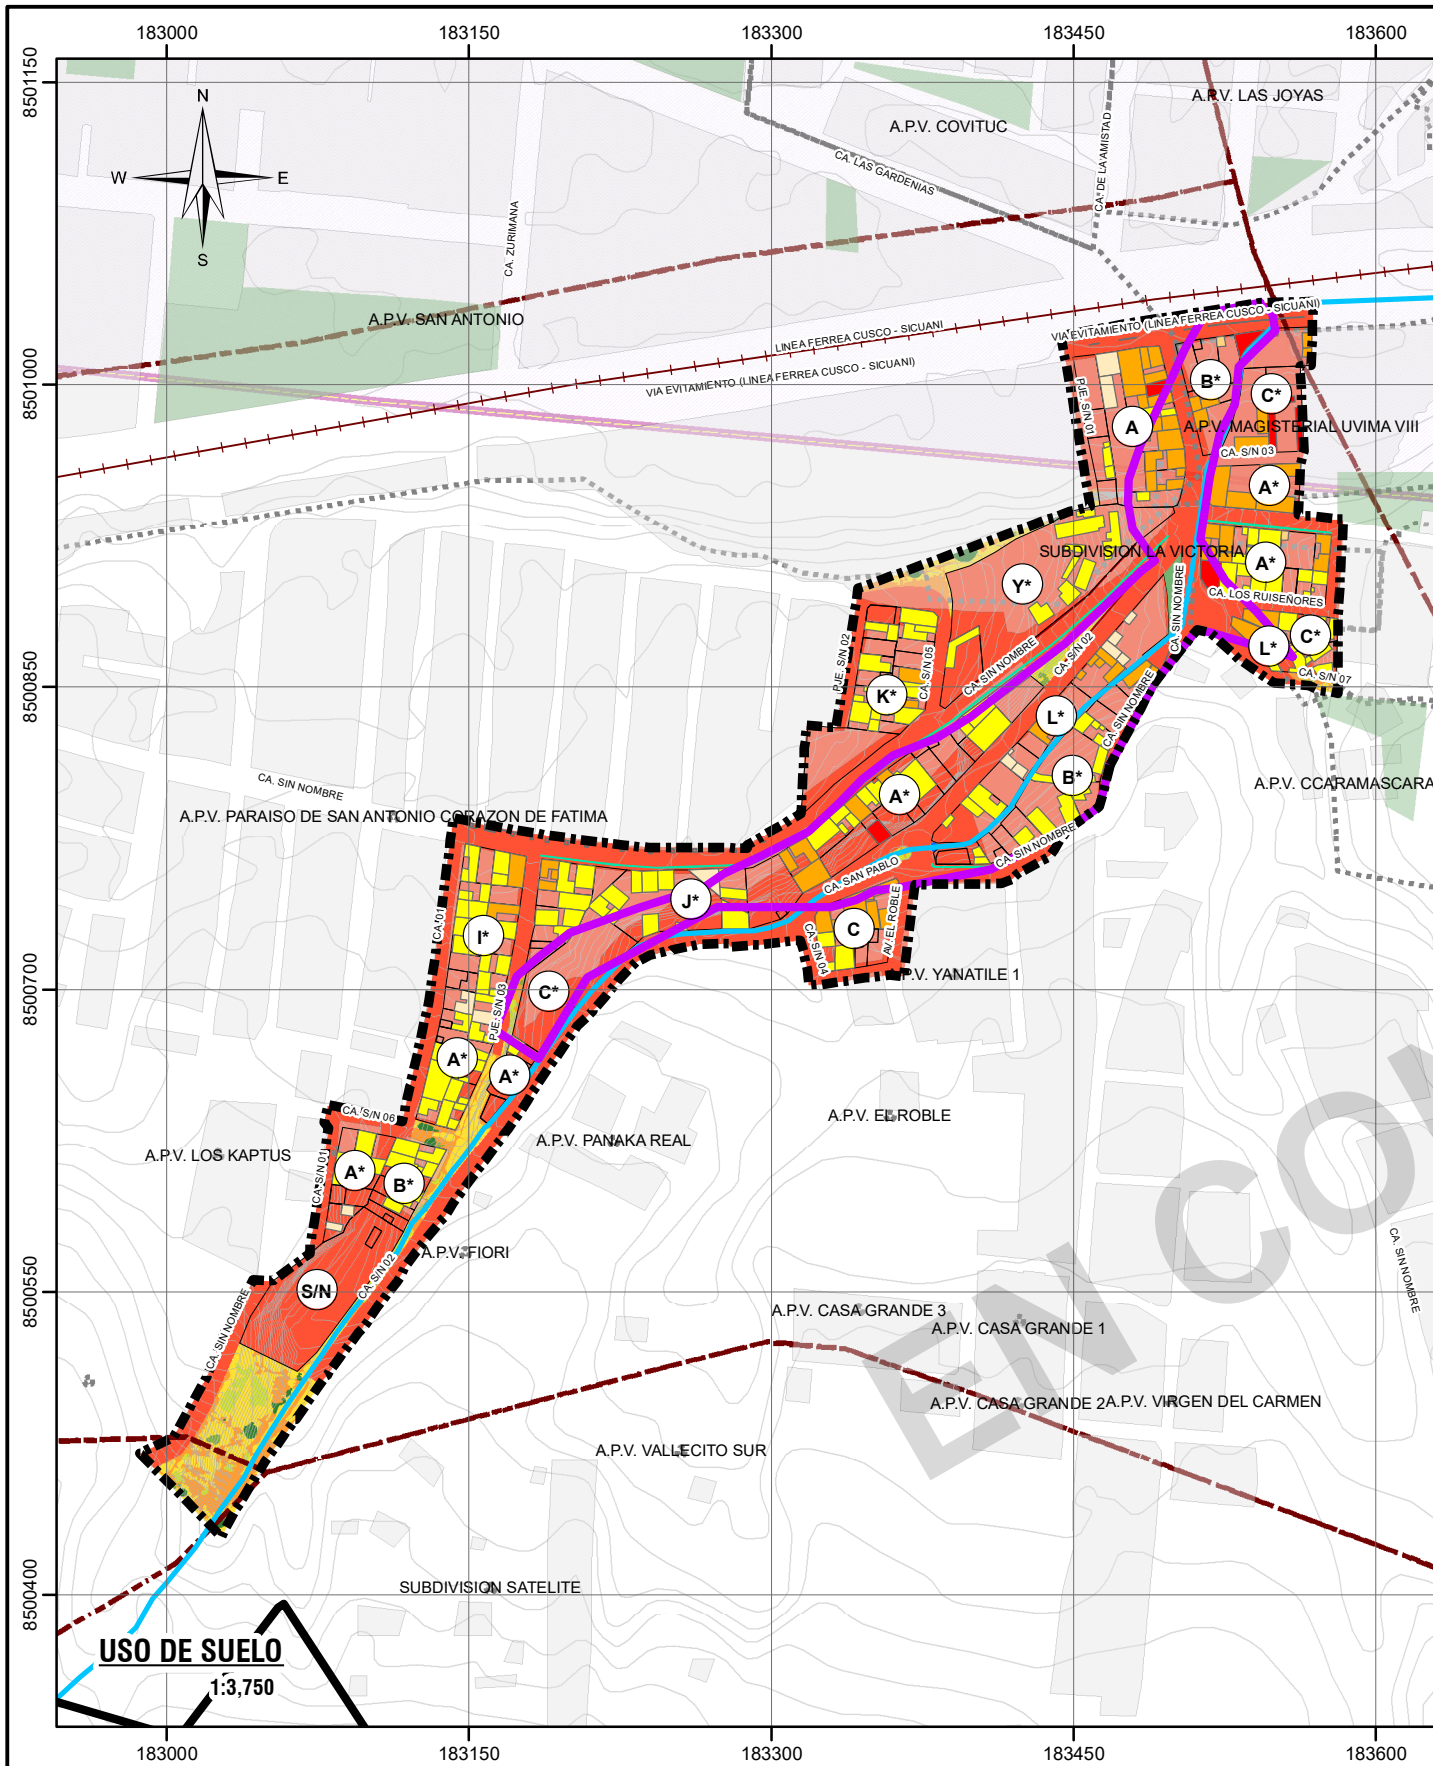 183000
183150
183300
183450
183600
8501150
8501000
8500850
8500700
8500550
8500400
N
W
E
S
A.P.V. LAS JOYAS
A.P.V. COVITUC
CA. DE LA AMISTAD
CA. LAS GARDENIAS
CA. ZURIMANA
A.P.V. SAN ANTONIO
LINEA FERREA CUSCO - SICUANI
VIA EVITAMIENTO (LINEA FERREA CUSCO - SICUANI)
VIA EVITAMIENTO (LINEA FERREA CUSCO - SICUANI)
PJE. S/N 01
B*
C*
A
A.P.V. MAGISTERIAL UVIMA VIII
CA. S/N 03
A*
SUBDIVISION LA VICTORIA
A*
Y*
CA. SIN NOMBRE
CA. LOS RUISEÑORES
C*
L*
CA. S/N 07
PJE. S/N 02
CA. S/N 05
CA. SIN NOMBRE
CA. S/N 02
K*
L*
CA. SIN NOMBRE
B*
A*
CA. SIN NOMBRE
A.P.V. CCARAMASCARA
CA. SIN NOMBRE
A.P.V. PARAISO DE SAN ANTONIO CORAZON DE FATIMA
CA. SAN PABLO
J*
C
AV. EL ROBLE
CA. S/N 04
CA. 01
I*
A.P.V. YANATILE 1
C*
PJE. S/N 03
A*
A*
CA. S/N 06
A.P.V. EL ROBLE
A.P.V. PANAKA REAL
A.P.V. LOS KAPTUS
CA. S/N 01
A*
B*
A.P.V. FIORI
CA. S/N 02
S/N
CA. SIN NOMBRE
CA. SIN NOMBRE
A.P.V. CASA GRANDE 3
A.P.V. CASA GRANDE 1
A.P.V. CASA GRANDE 2
A.P.V. VIRGEN DEL CARMEN
A.P.V. VALLECITO SUR
SUBDIVISION SATELITE
USO DE SUELO
1:3,750
183000
183150
183300
183450
183600